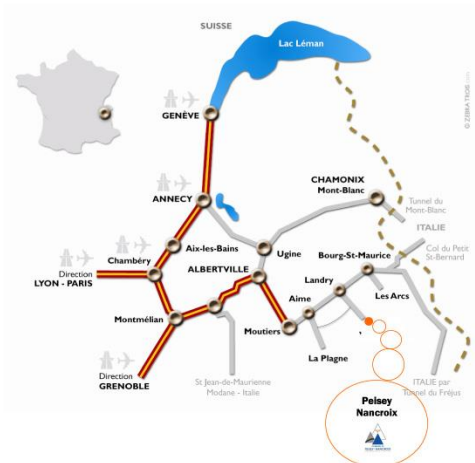 SUISSE
Lac Léman
GENÈVE
CHAMONIX
Mont-Blanc
ANNECY
Tunnel du
Mont-Blanc
ITALIE
Col du Petit
St-Bernard
Aix-les-Bains
Ugine
Bourg-St-Maurice
Chambéry
ALBERTVILLE
Landry
Direction
LYON - PARIS
Aime
Les Arcs
Montmélian
Moutiers
La Plagne
Direction
GRENOBLE
St Jean-de-Maurienne
Modane - Italie
ITALIE par
Tunnel du Fréjus
Peisey
Nancroix